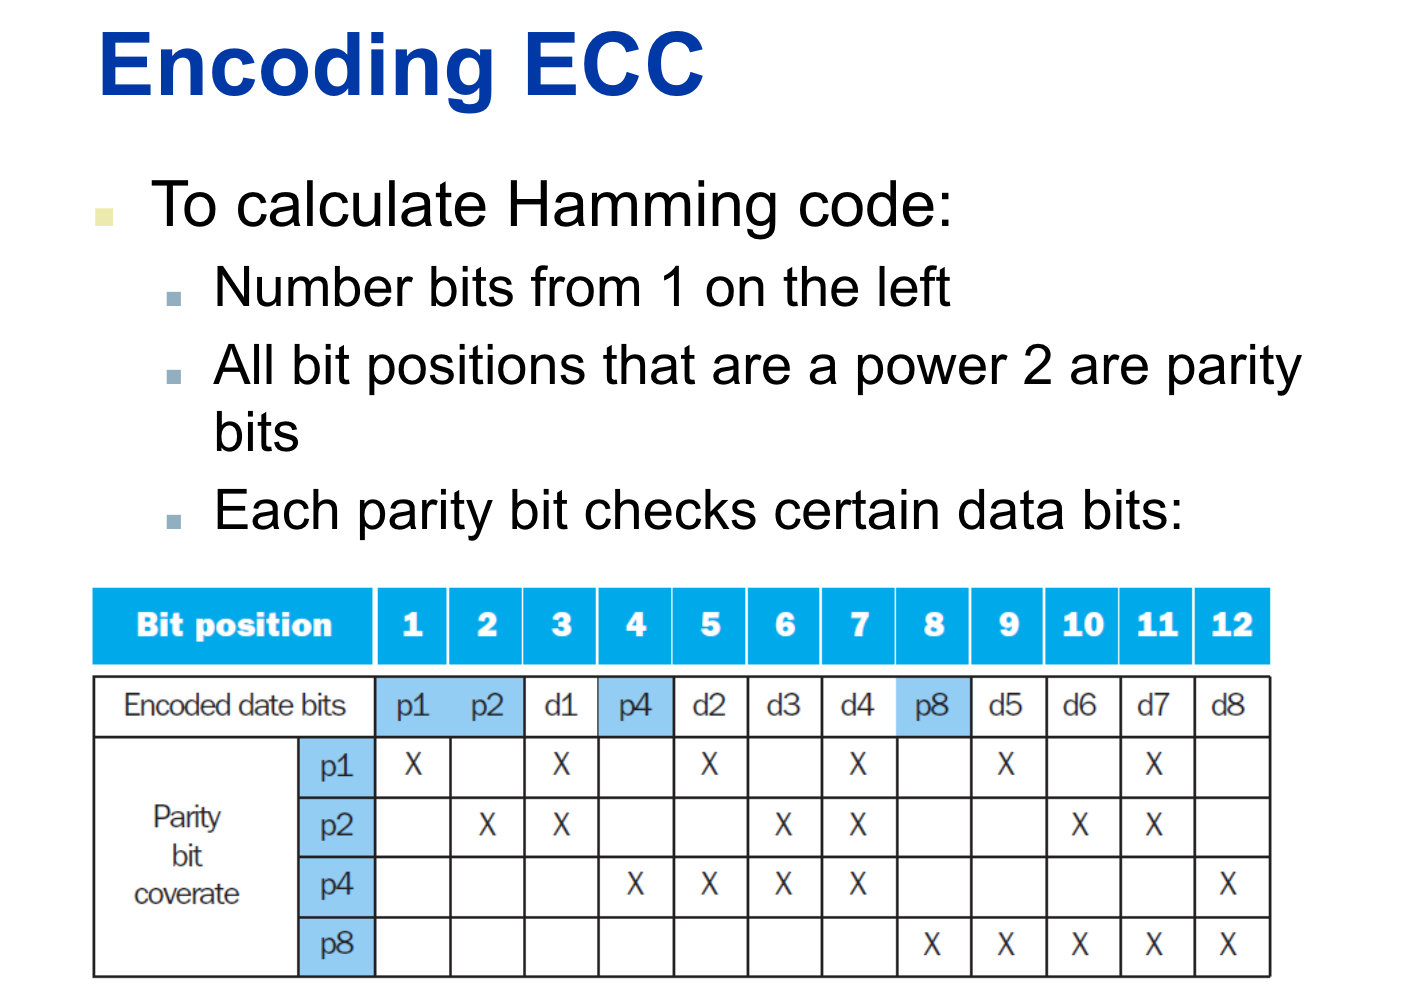 Encoding ECC
To calculate Hamming code:
Number bits from 1 on the left
All bit positions that are a power 2 are parity
bits
Each parity bit checks certain data bits:
Bit position 1 2 3 4 5 6 7 8 9 10 11 12
Encoded date bits p1 p2 d1 p4 d2 d3 d4 p8 d5 d6 d7 d8
Parity
bit
coverate
p1 X X X X X X
p2 X X X X X X
p4 X X X X X
p8 X X X X X